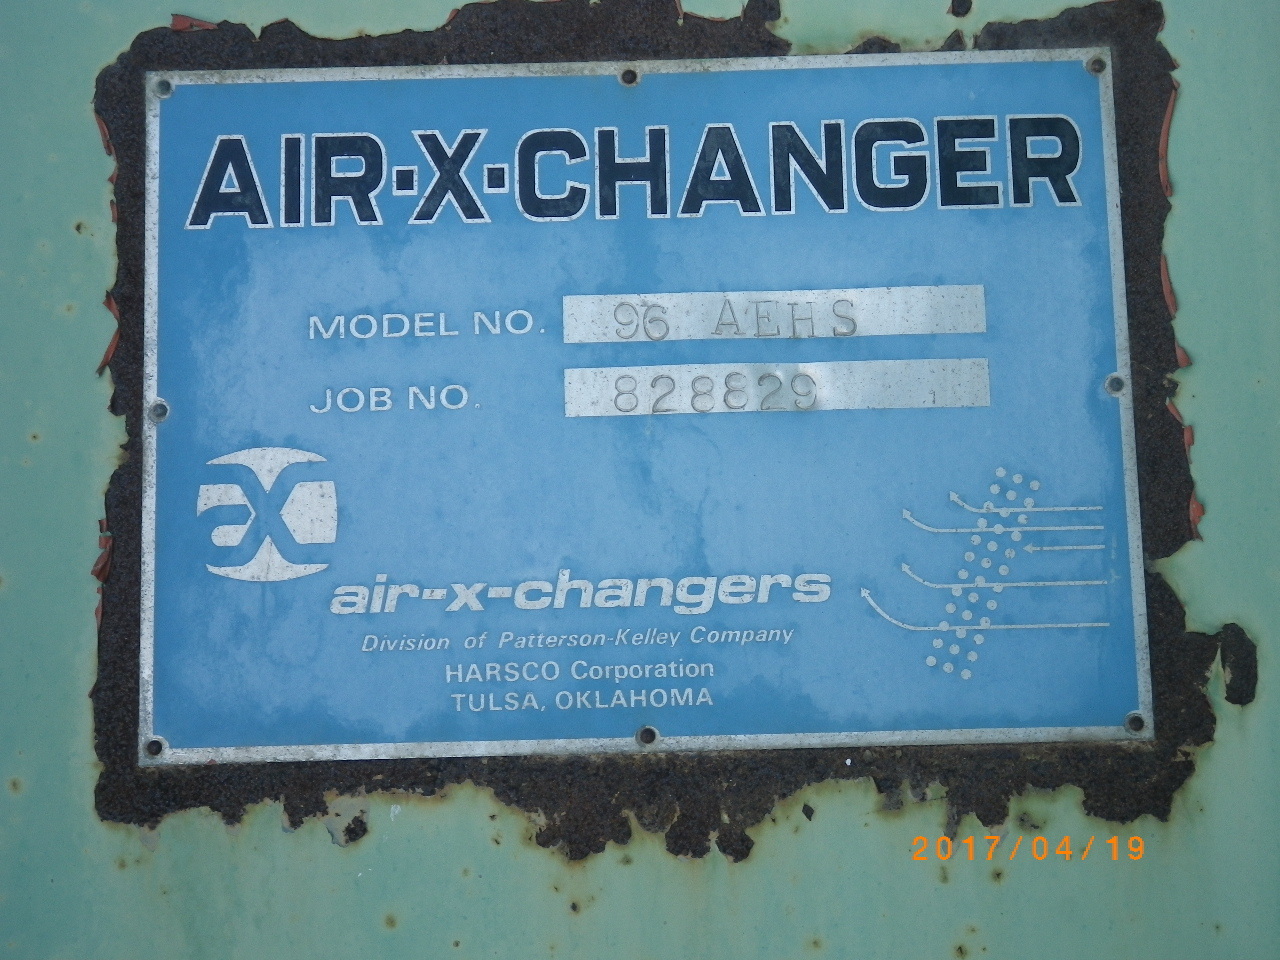 AIR·X·CHANGER
MODEL NO. 96 AEHS
JOB NO. 828829
ax
air-x-changers
Division of Patterson-Kelley Company
HARSCO Corporation
TULSA, OKLAHOMA
2017/04/19